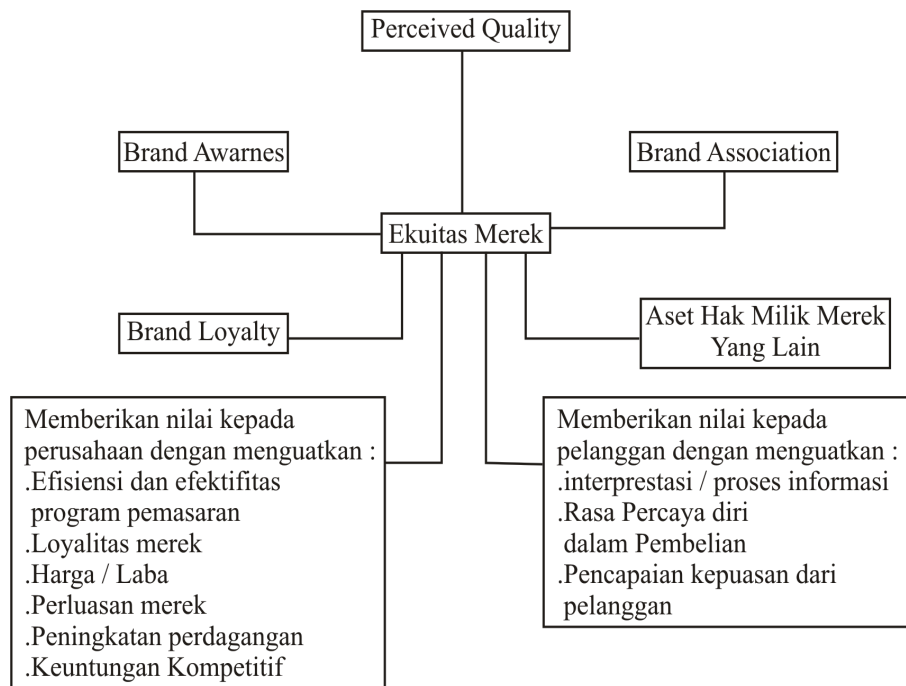 Perceived Quality
Brand Awarnes
Brand Association
Ekuitas Merek
Brand Loyalty
Aset Hak Milik Merek
Yang Lain
Memberikan nilai kepada
perusahaan dengan menguatkan :
.Efisiensi dan efektifitas
program pemasaran
.Loyalitas merek
.Harga / Laba
.Perluasan merek
.Peningkatan perdagangan
.Keuntungan Kompetitif
Memberikan nilai kepada
pelanggan dengan menguatkan :
.interprestasi / proses informasi
.Rasa Percaya diri
dalam Pembelian
.Pencapaian kepuasan dari
pelanggan